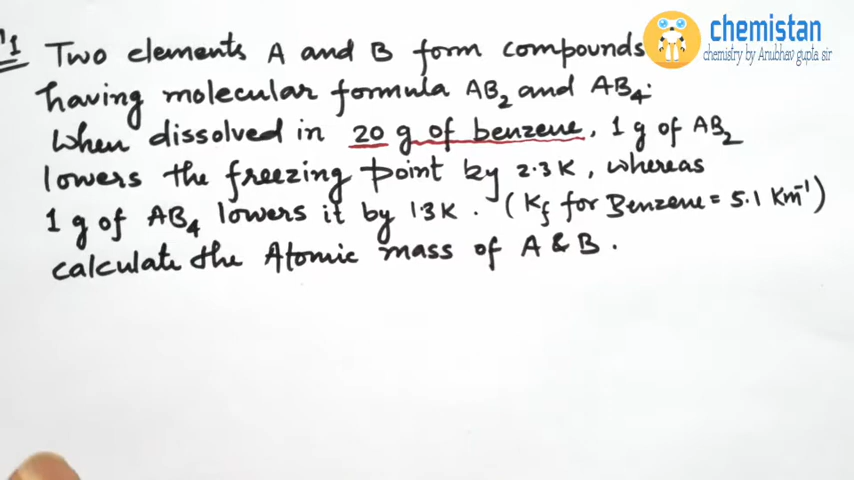 1 Two elements A and B form compounds
having molecular formula AB₂ and AB₄.
When dissolved in 20 g of benzene, 1 g of AB₂
lowers the freezing point by 2.3 K, whereas
1 g of AB₄ lowers it by 1.3 K. (Kf for Benzene = 5.1 Km⁻¹)
calculate the Atomic mass of A & B.
chemistan
chemistry by Anubhav gupta sir